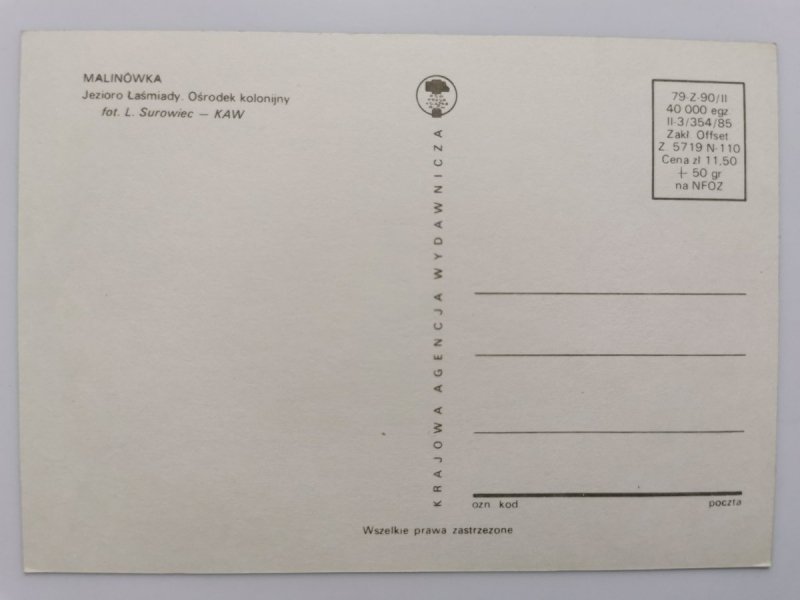 MALINÓWKA
Jezioro Łaśmiady. Ośrodek kolonijny
fot. L. Surowiec — KAW
KRAJOWA AGENCJA WYDAWNICZA
79-Z-90/II
40 000 egz.
II-3/354/85
Zakł. Offset
Z. 5719 N-110
Cena zł 11,50
+ 50 gr
na NFOZ
ozn. kod
poczta
Wszelkie prawa zastrzeżone